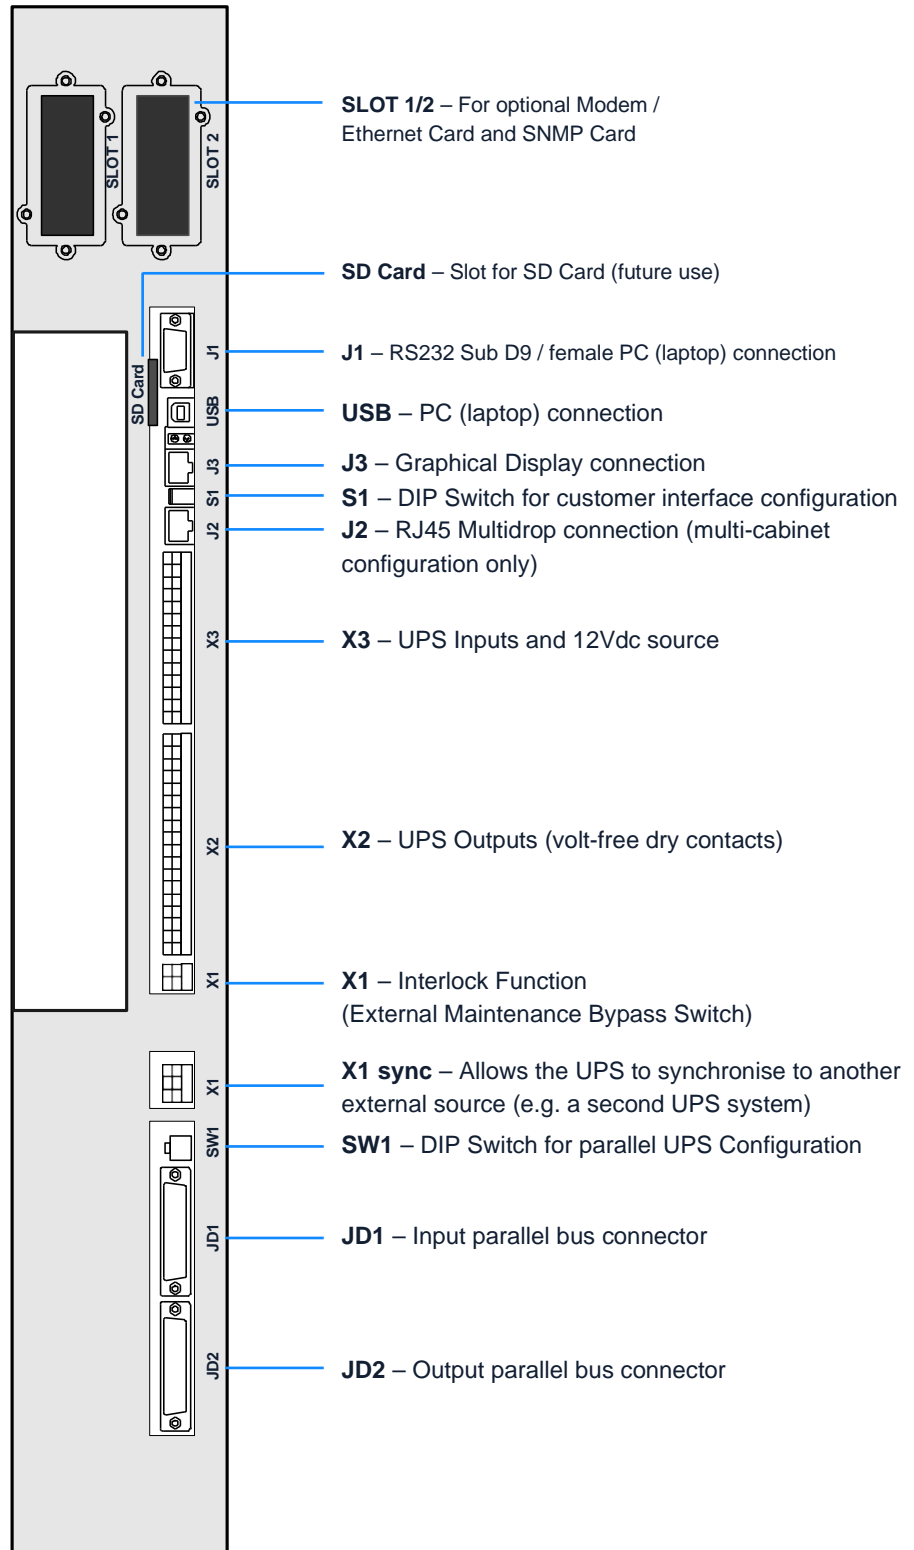 SLOT 1
SLOT 2
SLOT 1/2 – For optional Modem /
Ethernet Card and SNMP Card
SD Card – Slot for SD Card (future use)
SD Card
J1
J1 – RS232 Sub D9 / female PC (laptop) connection
USB
USB – PC (laptop) connection
J3
J3 – Graphical Display connection
S1
S1 – DIP Switch for customer interface configuration
J2
J2 – RJ45 Multidrop connection (multi-cabinet
configuration only)
X3
X3 – UPS Inputs and 12Vdc source
X2
X2 – UPS Outputs (volt-free dry contacts)
X1
X1 – Interlock Function
(External Maintenance Bypass Switch)
X1
X1 sync – Allows the UPS to synchronise to another
external source (e.g. a second UPS system)
SW1
SW1 – DIP Switch for parallel UPS Configuration
JD1
JD1 – Input parallel bus connector
JD2
JD2 – Output parallel bus connector